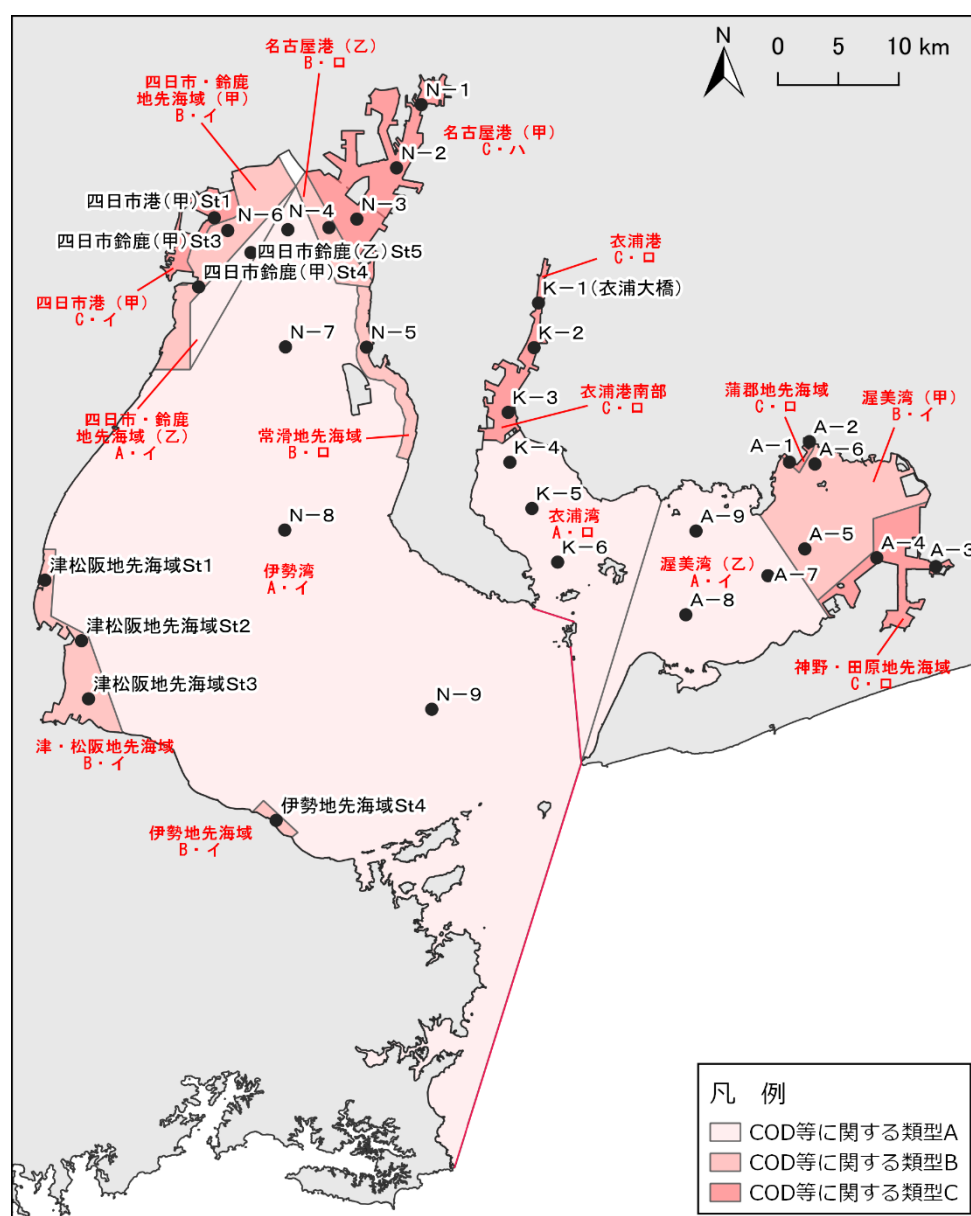 名古屋港（乙）
B・ロ
四日市・鈴鹿
地先海域（甲）
B・イ
N
0 5 10 km
N－1
名古屋港（甲）
C・ハ
N－2
四日市港(甲)St1
N－6
N－4
N－3
四日市鈴鹿(甲)St3
四日市鈴鹿(乙)St5
四日市鈴鹿(甲)St4
衣浦港
C・ロ
四日市港（甲）
C・イ
K－1(衣浦大橋)
N－7
N－5
K－2
四日市・鈴鹿
地先海域（乙）
A・イ
常滑地先海域
B・ロ
K－3
衣浦港南部
C・ロ
蒲郡地先海域
C・ロ
渥美湾（甲）
B・イ
A－2
A－1
A－6
K－4
K－5
衣浦湾
A・ロ
K－6
N－8
伊勢湾
A・イ
A－9
A－5
A－4
A－3
渥美湾（乙）
A・イ
A－7
A－8
津松阪地先海域St1
津松阪地先海域St2
津松阪地先海域St3
神野・田原地先海域
C・ロ
N－9
津・松阪地先海域
B・イ
伊勢地先海域St4
伊勢地先海域
B・イ
凡　例
COD等に関する類型A
COD等に関する類型B
COD等に関する類型C